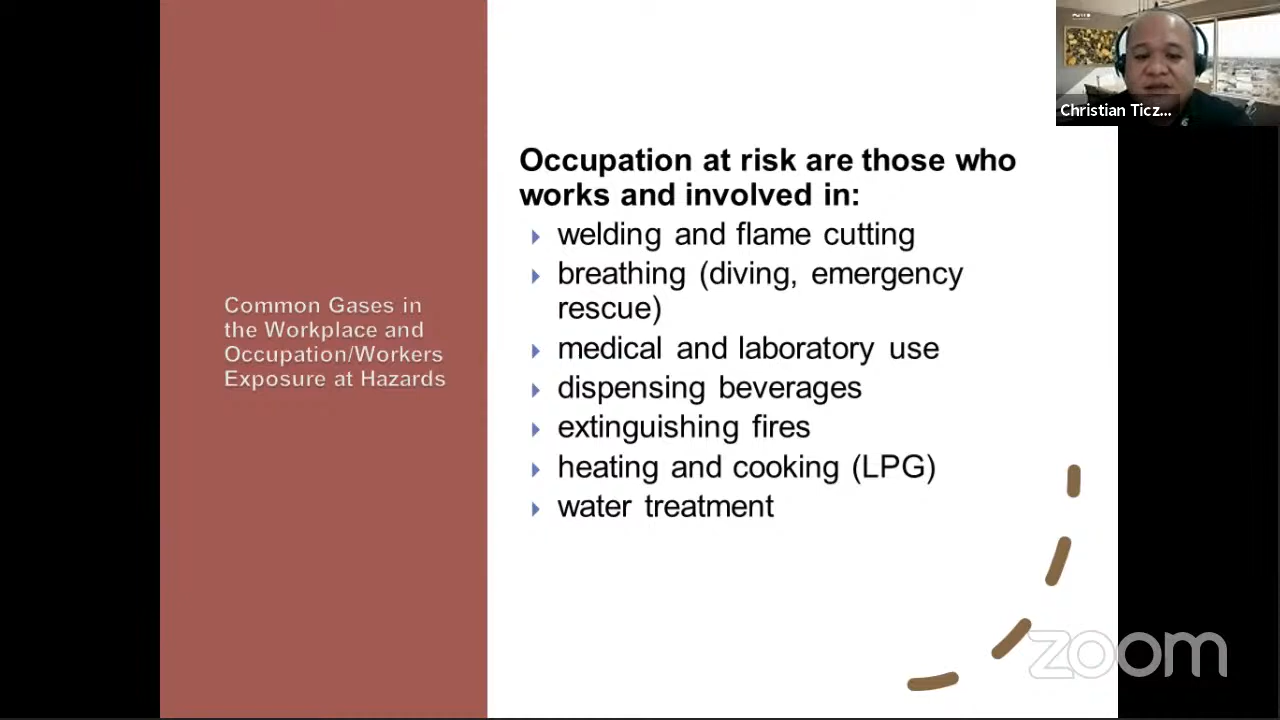 Christian Ticz...
Occupation at risk are those who
works and involved in:
welding and flame cutting
breathing (diving, emergency
rescue)
medical and laboratory use
dispensing beverages
extinguishing fires
heating and cooking (LPG)
water treatment
Common Gases in
the Workplace and
Occupation/Workers
Exposure at Hazards
zoom